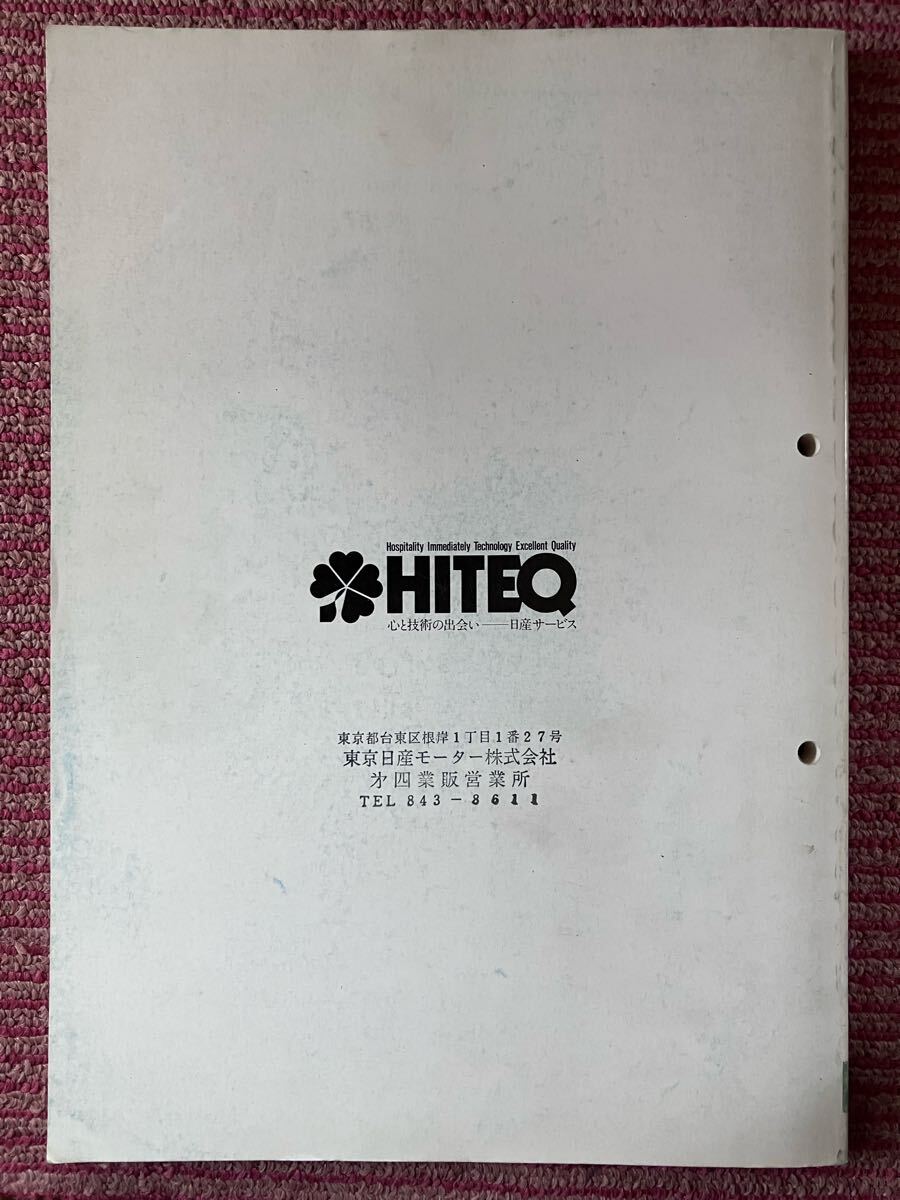 Hospitality Immediately Technology Excellent Quality
HITEQ
心と技術の出会い——日産サービス
東京都台東区根岸1丁目1番27号
東京日産モーター株式会社
才四業販営業所
TEL 843-8611